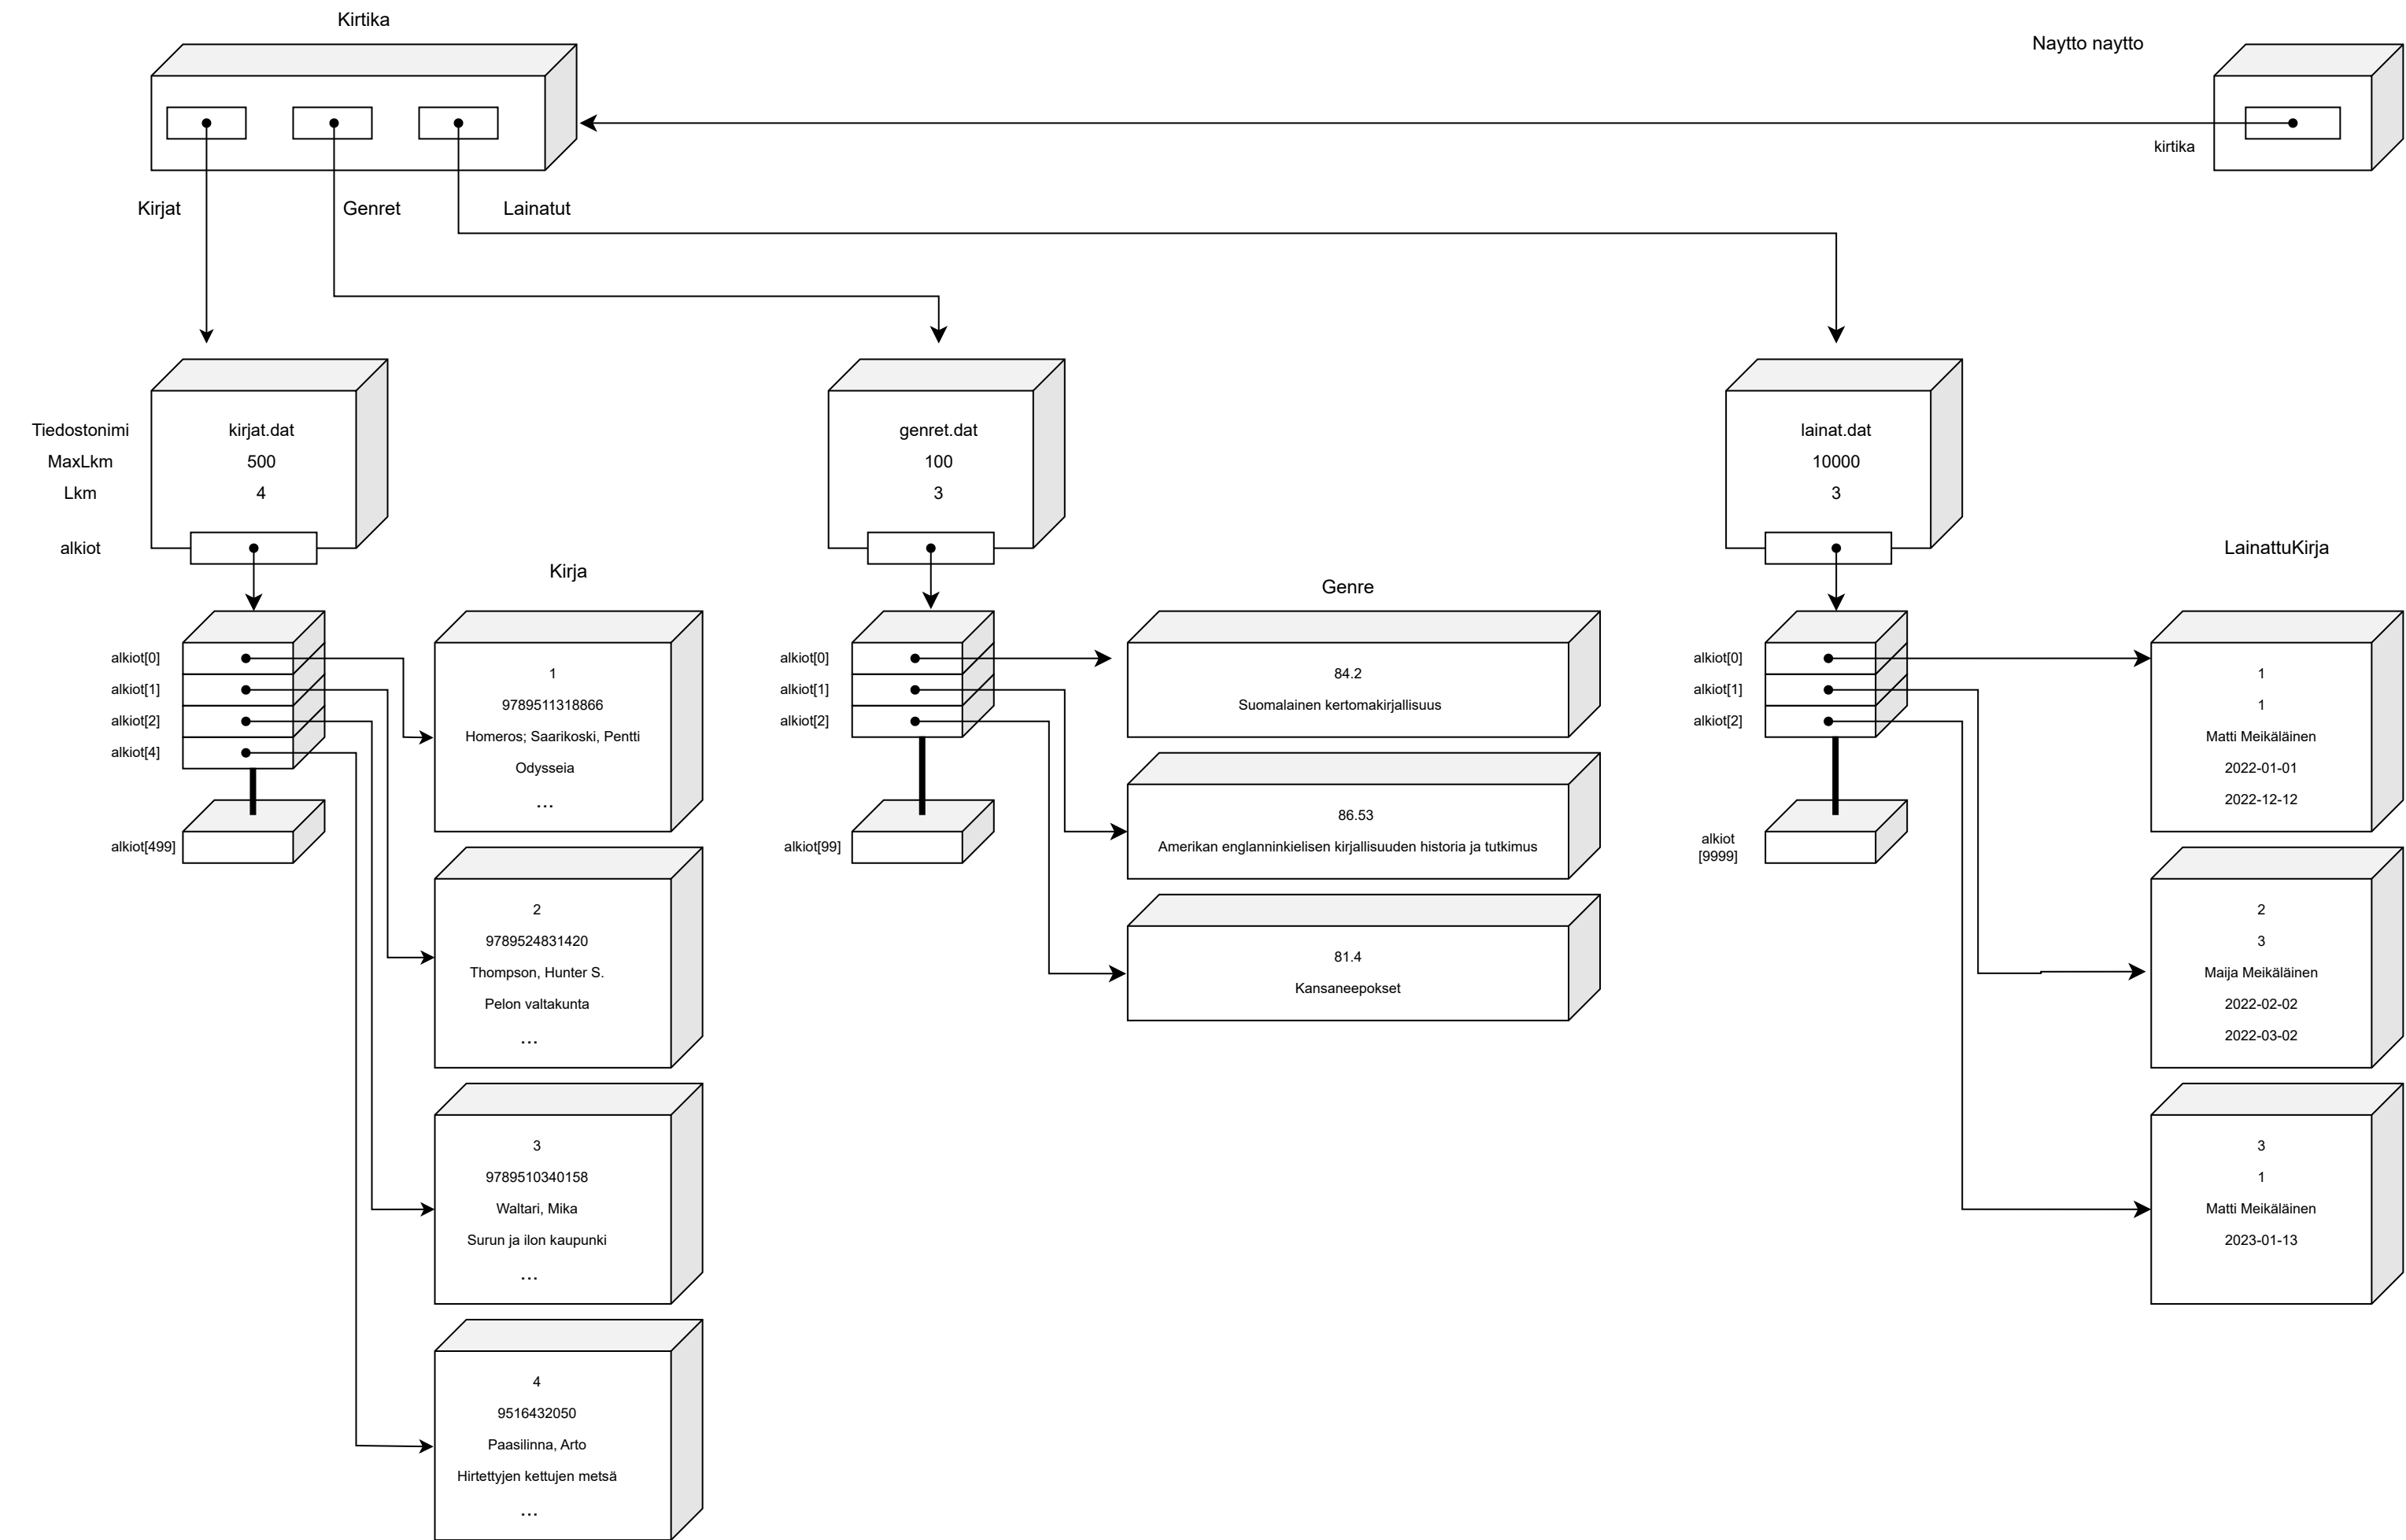 Kirtika
Naytto naytto
kirtika
Kirjat
Genret
Lainatut
Tiedostonimi
MaxLkm
Lkm
alkiot
kirjat.dat
500
4
genret.dat
100
3
lainat.dat
10000
3
Kirja
alkiot[0]
alkiot[1]
alkiot[2]
alkiot[4]
alkiot[499]
1
9789511318866
Homeros; Saarikoski, Pentti
Odysseia
...
2
9789524831420
Thompson, Hunter S.
Pelon valtakunta
...
3
9789510340158
Waltari, Mika
Surun ja ilon kaupunki
...
4
9516432050
Paasilinna, Arto
Hirtettyjen kettujen metsä
...
Genre
alkiot[0]
alkiot[1]
alkiot[2]
alkiot[99]
84.2
Suomalainen kertomakirjallisuus
86.53
Amerikan englanninkielisen kirjallisuuden historia ja tutkimus
81.4
Kansaneepokset
LainattuKirja
alkiot[0]
alkiot[1]
alkiot[2]
alkiot
[9999]
1
1
Matti Meikäläinen
2022-01-01
2022-12-12
2
3
Maija Meikäläinen
2022-02-02
2022-03-02
3
1
Matti Meikäläinen
2023-01-13